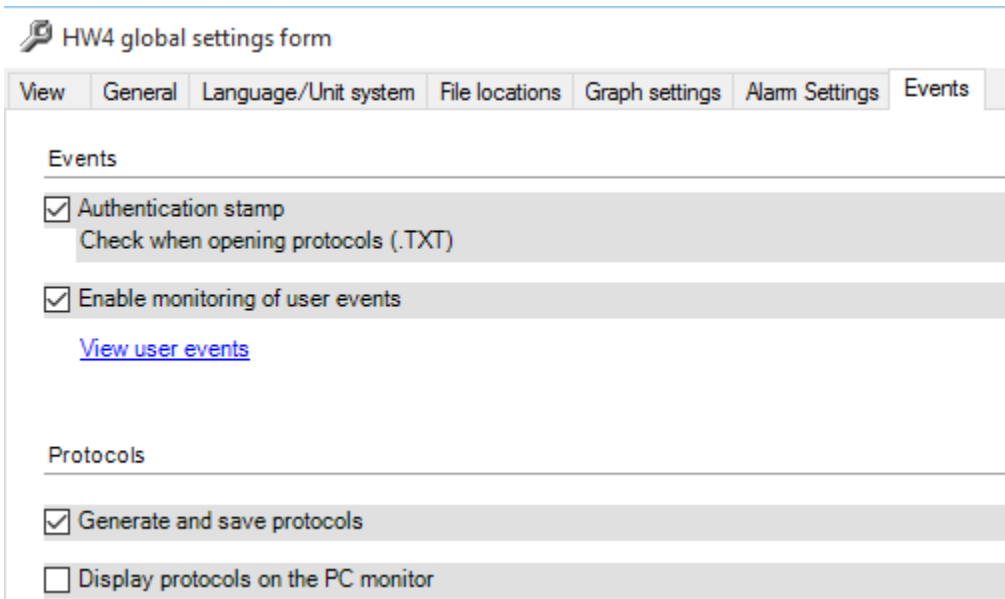 HW4 global settings form
View General Language/Unit system File locations Graph settings Alarm Settings Events
Events
Authentication stamp
Check when opening protocols (.TXT)
Enable monitoring of user events
View user events
Protocols
Generate and save protocols
Display protocols on the PC monitor